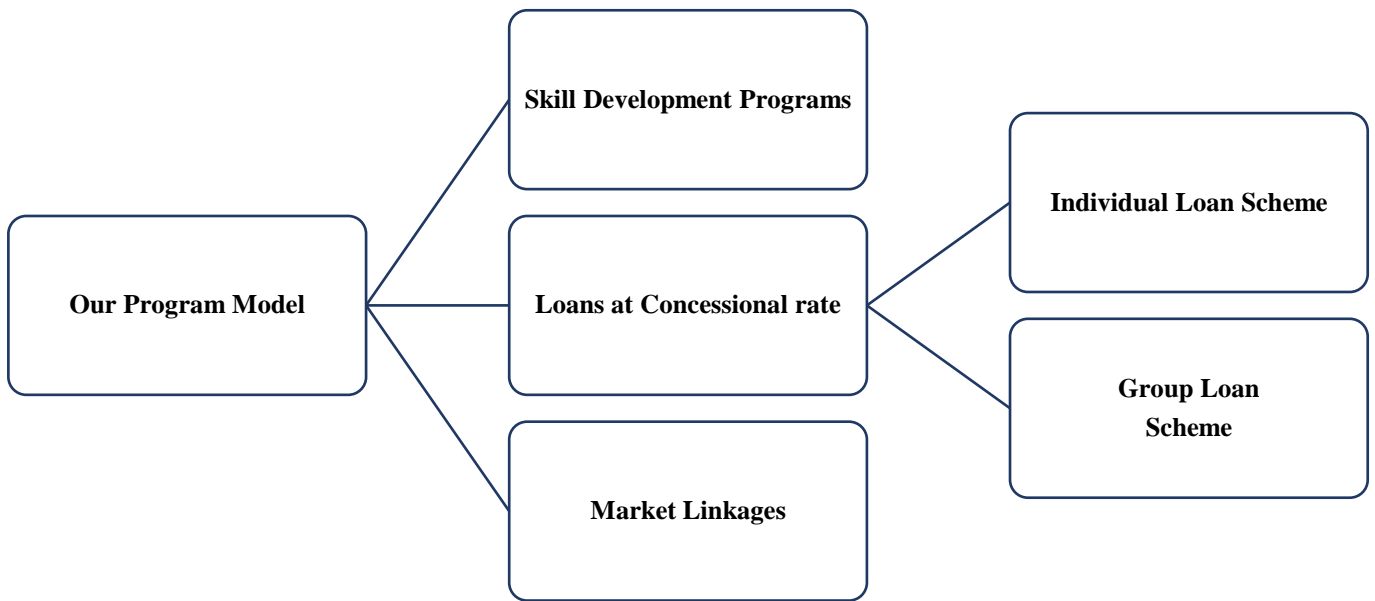 Our Program Model
Skill Development Programs
Loans at Concessional rate
Market Linkages
Individual Loan Scheme
Group Loan
Scheme